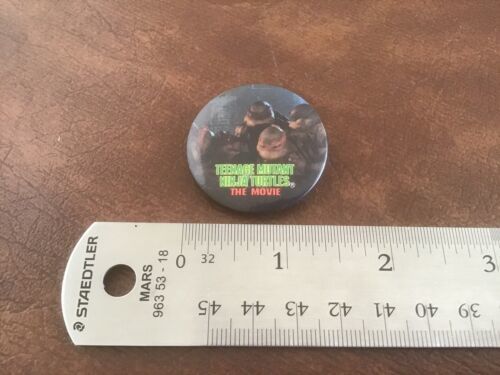 TEENAGE MUTANT
NINJA TURTLES
THE MOVIE
STAEDTLER
MARS
963 53 - 18
0 32 1 2 3
45 44 43 42 41 40 39